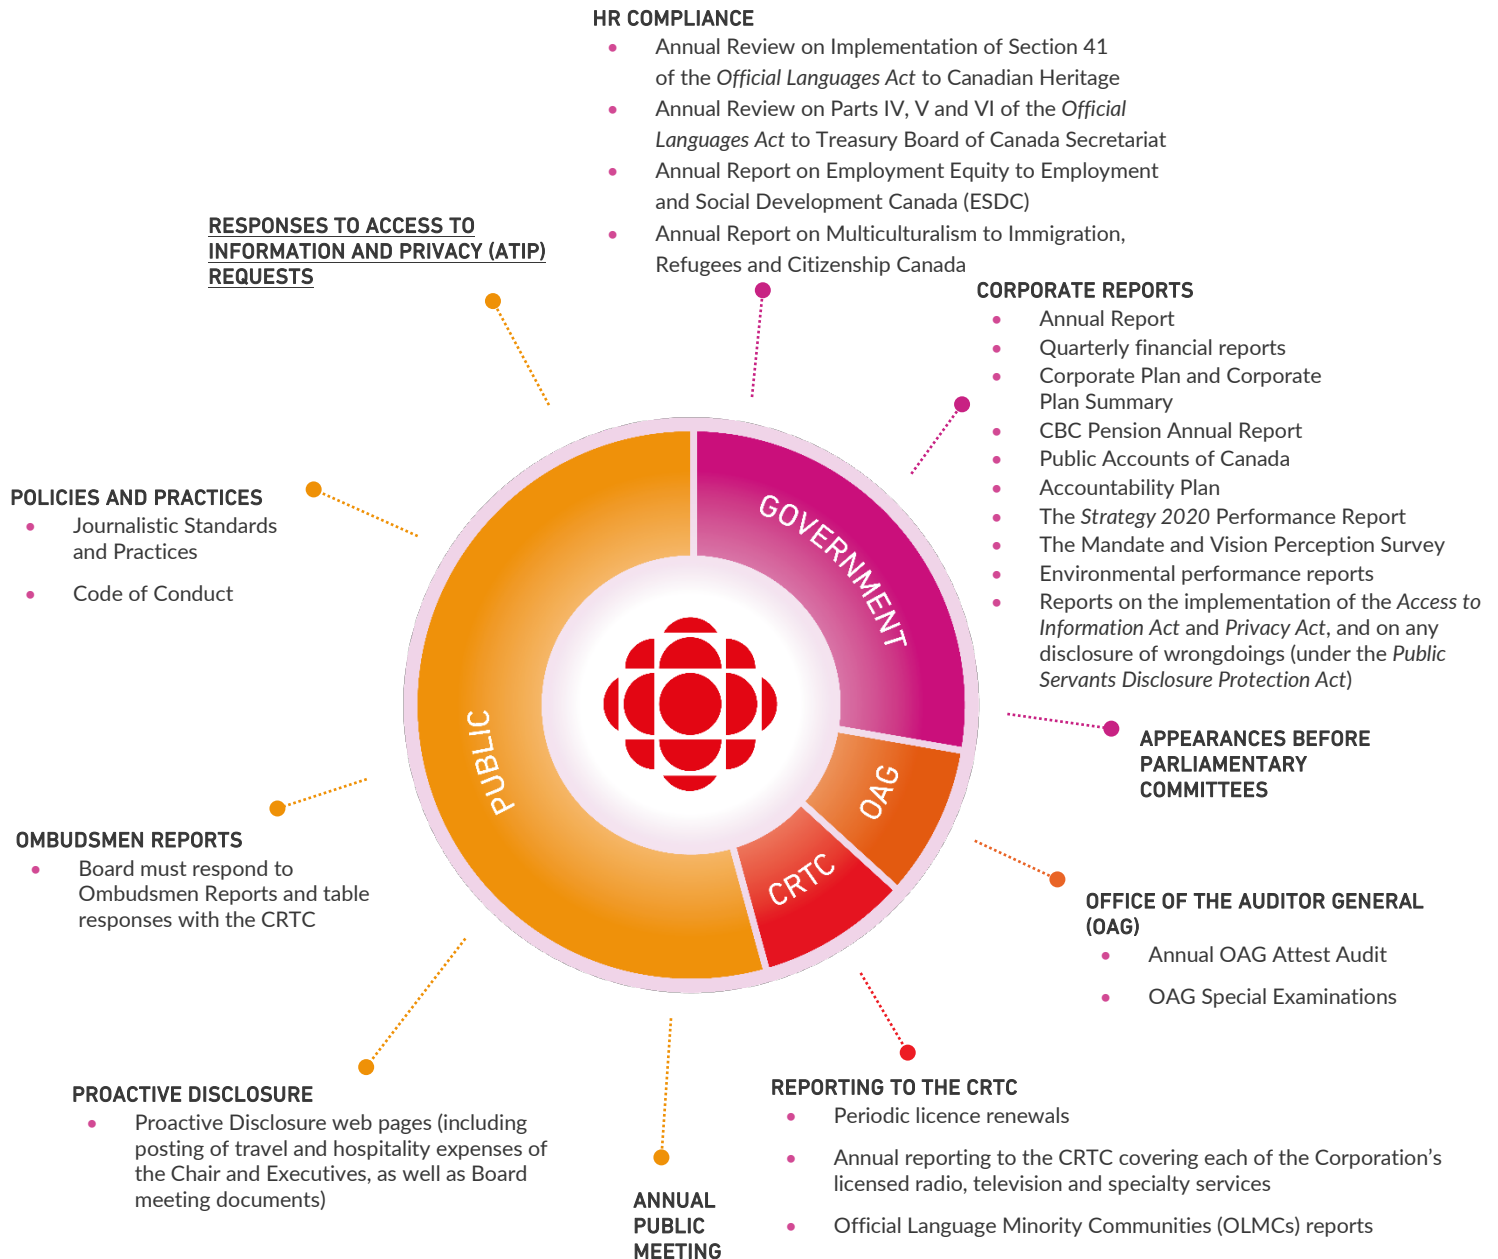 HR COMPLIANCE
• Annual Review on Implementation of Section 41
of the Official Languages Act to Canadian Heritage
• Annual Review on Parts IV, V and VI of the Official
Languages Act to Treasury Board of Canada Secretariat
• Annual Report on Employment Equity to Employment
and Social Development Canada (ESDC)
• Annual Report on Multiculturalism to Immigration,
Refugees and Citizenship Canada
RESPONSES TO ACCESS TO
INFORMATION AND PRIVACY (ATIP)
REQUESTS
CORPORATE REPORTS
• Annual Report
• Quarterly financial reports
• Corporate Plan and Corporate
Plan Summary
• CBC Pension Annual Report
• Public Accounts of Canada
• Accountability Plan
• The Strategy 2020 Performance Report
• The Mandate and Vision Perception Survey
• Environmental performance reports
• Reports on the implementation of the Access to
Information Act and Privacy Act, and on any
disclosure of wrongdoings (under the Public
Servants Disclosure Protection Act)
POLICIES AND PRACTICES
• Journalistic Standards
and Practices
• Code of Conduct
GOVERNMENT
OAG
CRTC
PUBLIC
APPEARANCES BEFORE
PARLIAMENTARY
COMMITTEES
OMBUDSMEN REPORTS
• Board must respond to
Ombudsmen Reports and table
responses with the CRTC
OFFICE OF THE AUDITOR GENERAL
(OAG)
• Annual OAG Attest Audit
• OAG Special Examinations
PROACTIVE DISCLOSURE
• Proactive Disclosure web pages (including
posting of travel and hospitality expenses of
the Chair and Executives, as well as Board
meeting documents)
ANNUAL
PUBLIC
MEETING
REPORTING TO THE CRTC
• Periodic licence renewals
• Annual reporting to the CRTC covering each of the Corporation’s
licensed radio, television and specialty services
• Official Language Minority Communities (OLMCs) reports